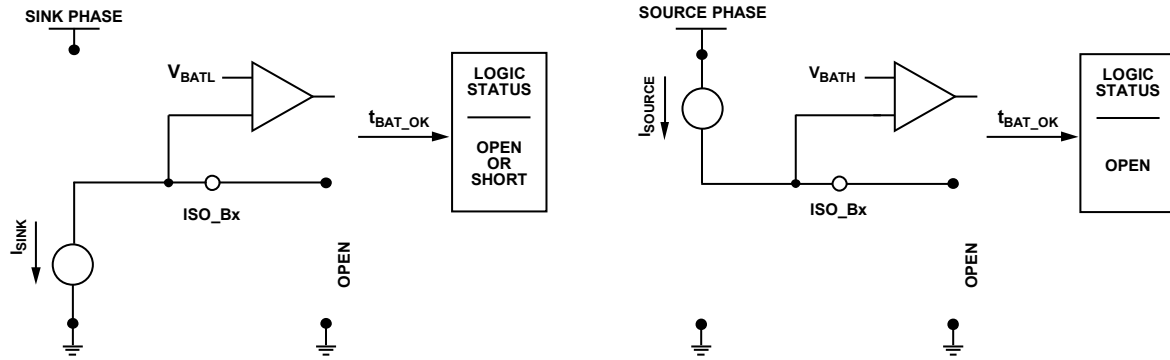 SINK PHASE
V_BATL
LOGIC
STATUS
t_BAT_OK
OPEN
OR
SHORT
ISO_Bx
I_SINK
OPEN
SOURCE PHASE
I_SOURCE
V_BATH
LOGIC
STATUS
t_BAT_OK
OPEN
ISO_Bx
OPEN